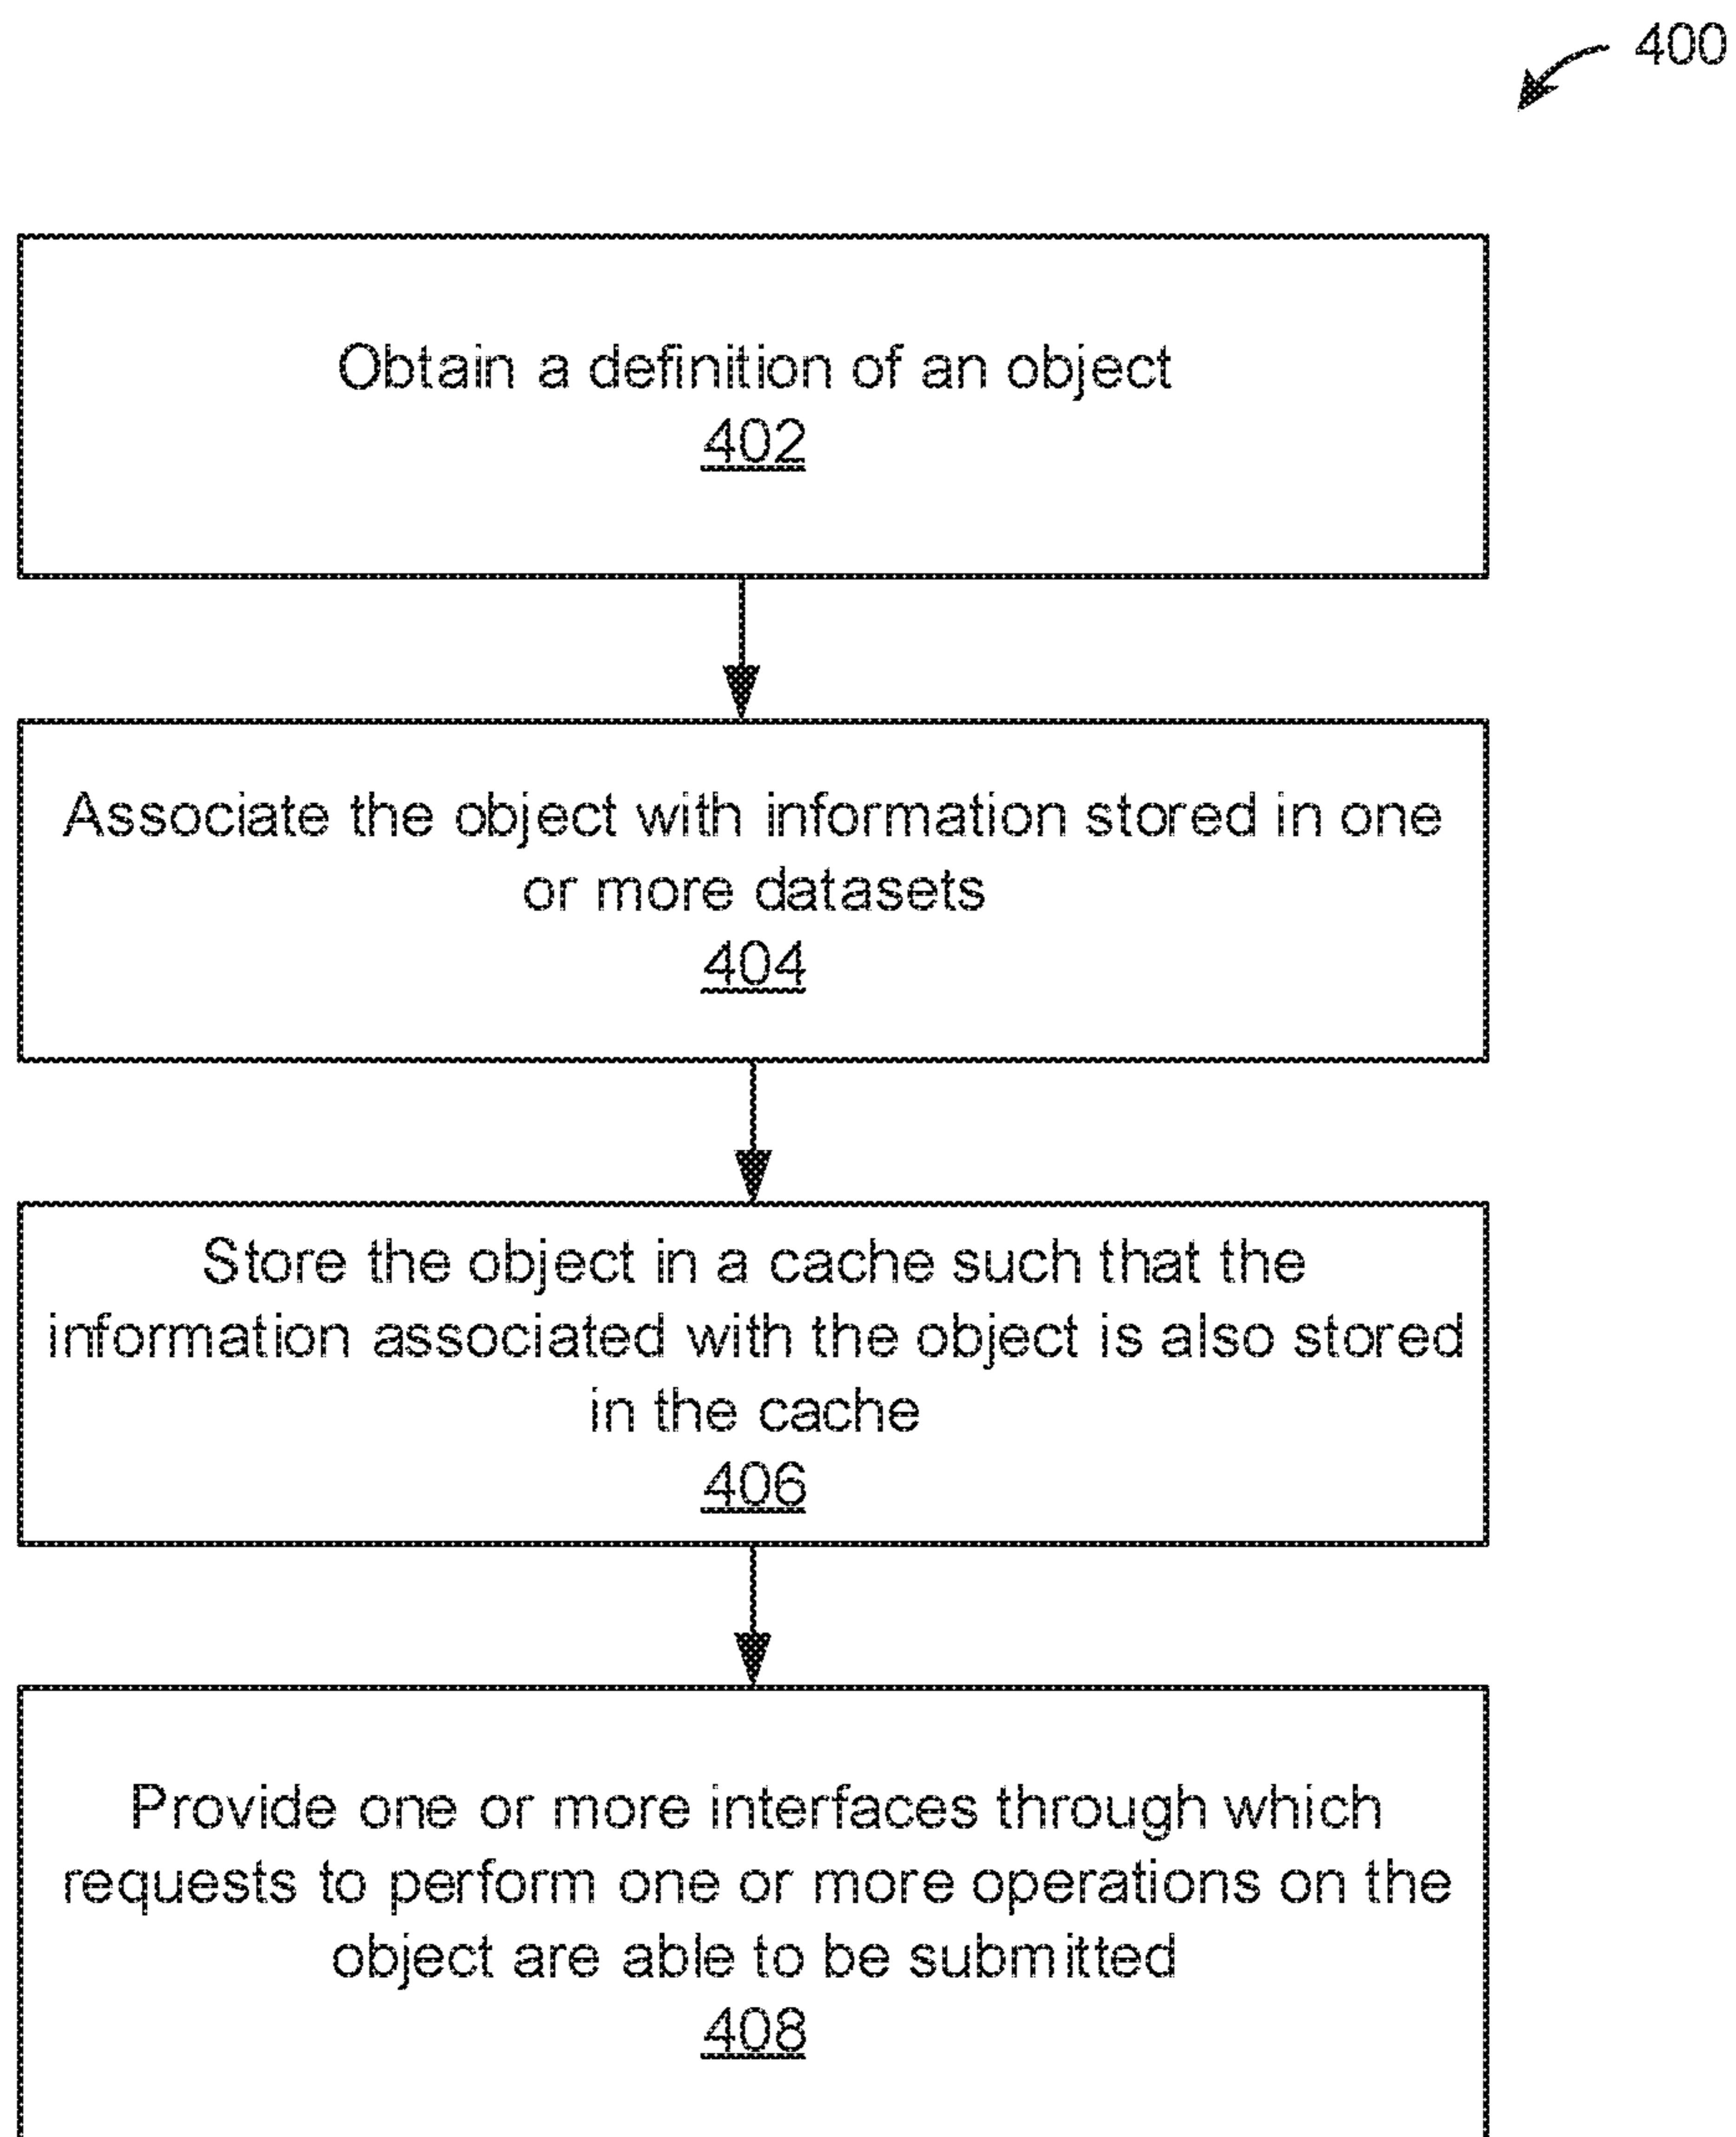 400
Obtain a definition of an object
402
Associate the object with information stored in one
or more datasets
404
Store the object in a cache such that the
information associated with the object is also stored
in the cache
406
Provide one or more interfaces through which
requests to perform one or more operations on the
object are able to be submitted
408